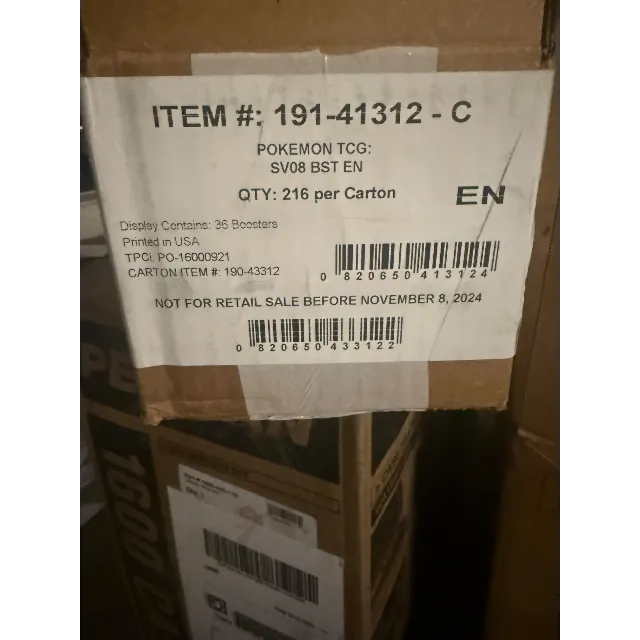 ITEM #: 191-41312 - C
POKEMON TCG:
SV08 BST EN
QTY: 216 per Carton
EN
Display Contains: 36 Boosters
Printed in USA
TPCi, PO-16000921
CARTON ITEM #: 190-43312
0 820650 413124
NOT FOR RETAIL SALE BEFORE NOVEMBER 8, 2024
0 820650 433122
1600